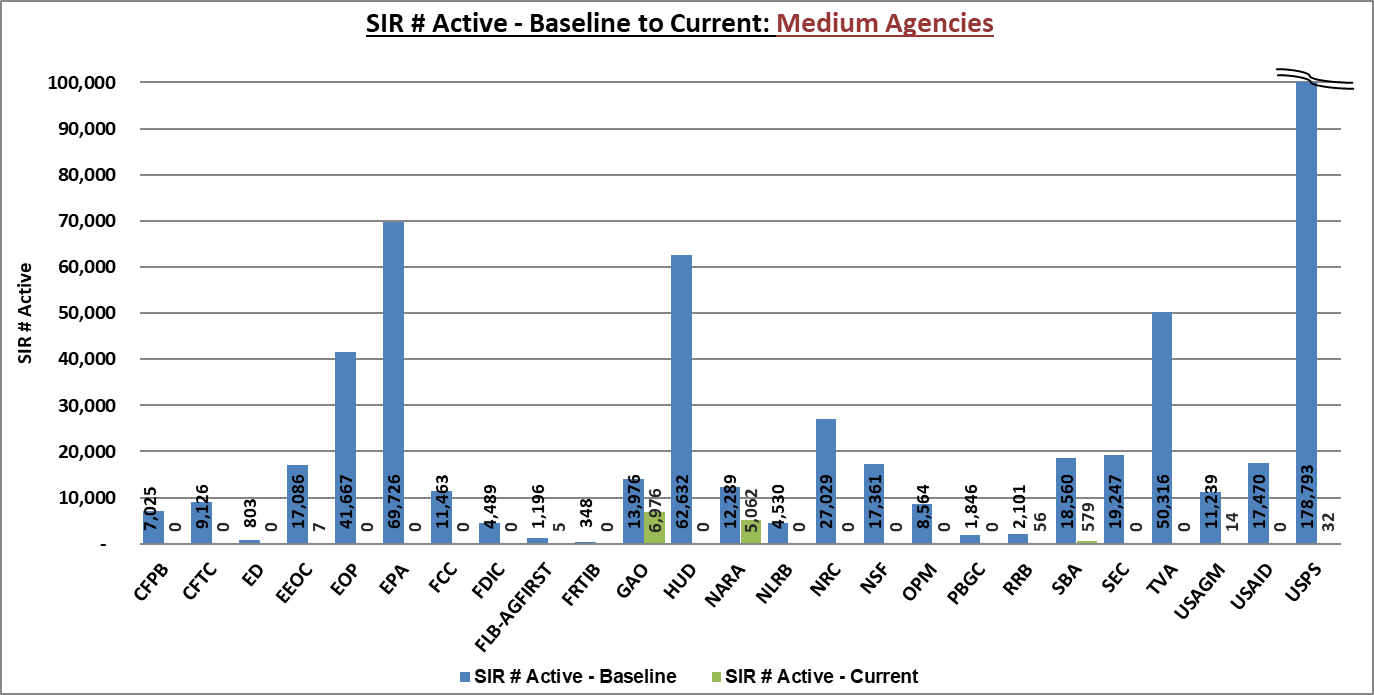 SIR # Active - Baseline to Current: Medium Agencies
SIR # Active
100,000
90,000
80,000
70,000
60,000
50,000
40,000
30,000
20,000
10,000
-
7,025 0
9,126 0
803 0
17,086 7
41,667 0
69,726 0
11,463 0
4,489 0
1,196 5
348 0
13,976 6,976
62,632 0
12,289 5,062
4,530 0
27,029 0
17,361 0
8,564 0
1,846 0
2,101 56
18,560 579
19,247 0
50,316 0
11,239 14
17,470 0
178,793 32
CFPB
CFTC
ED
EEOC
EOP
EPA
FCC
FDIC
FLB-AGFIRST
FRTIB
GAO
HUD
NARA
NLRB
NRC
NSF
OPM
PBGC
RRB
SBA
SEC
TVA
USAGM
USAID
USPS
SIR # Active - Baseline
SIR # Active - Current